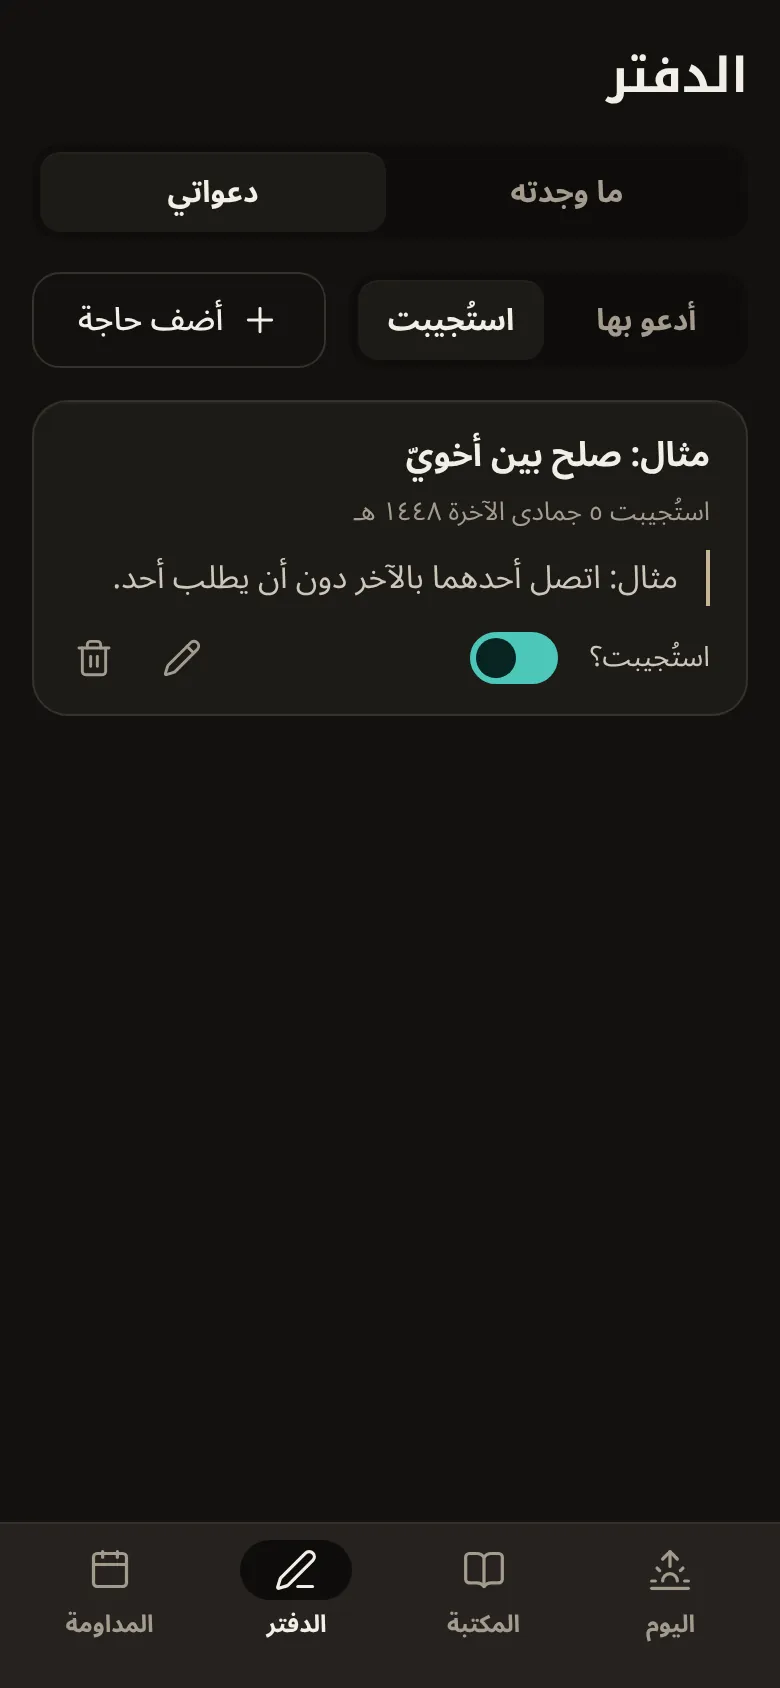 الدفتر
ما وجدته
دعواتي
أدعو بها
استُجيبت
أضف حاجة
مثال: صلح بين أخويّ
استُجيبت ٥ جمادى الآخرة ١٤٤٨ هـ
مثال: اتصل أحدهما بالآخر دون أن يطلب أحد.
استُجيبت؟
اليوم
المكتبة
الدفتر
المداومة